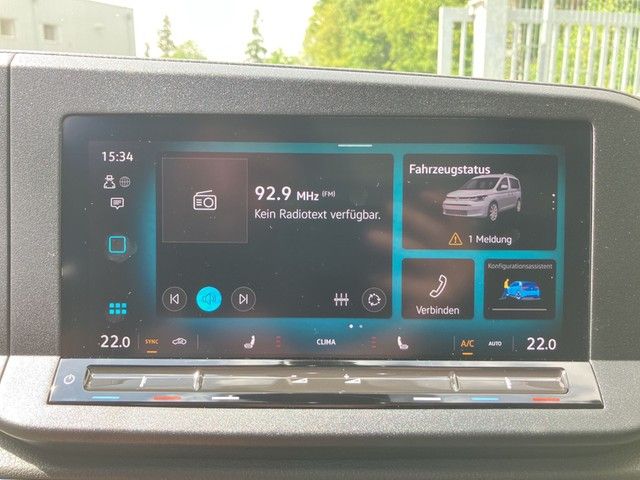 15:34
92.9 MHz (FM)
Kein Radiotext verfügbar.
Fahrzeugstatus
1 Meldung
Verbinden
Konfigurationsassistent
22.0
SYNC
CLIMA
A/C
AUTO
22.0